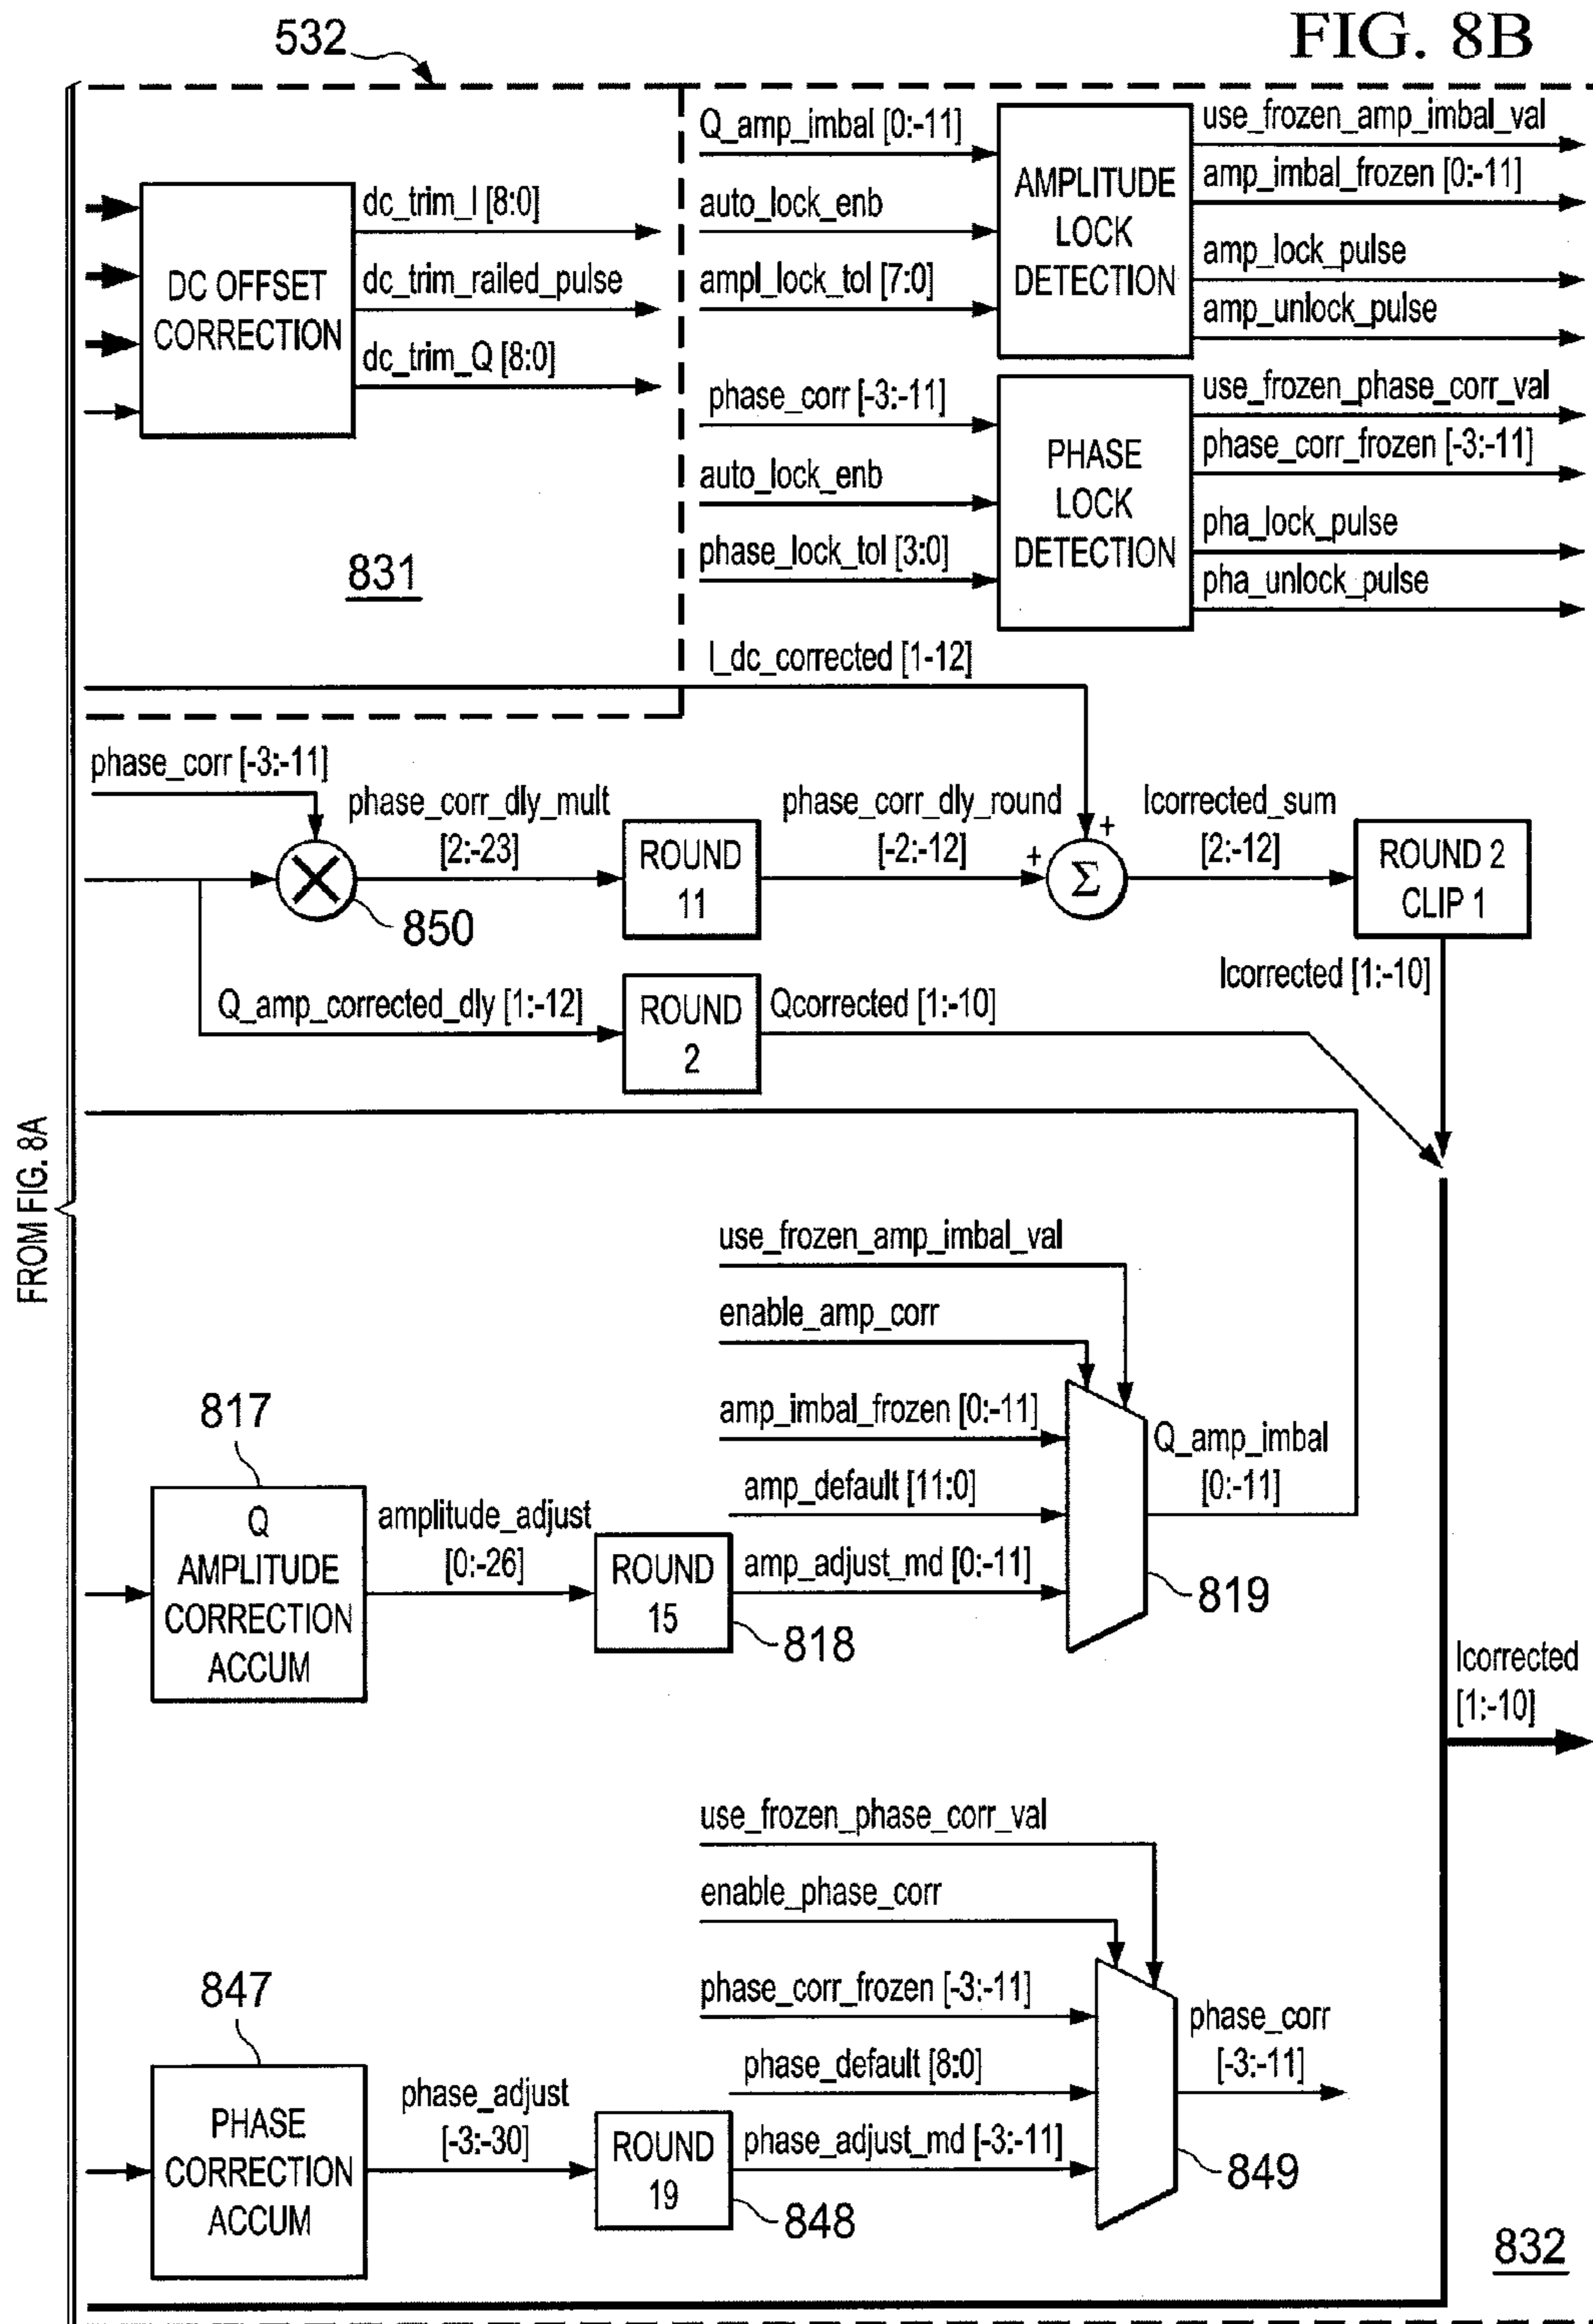 FIG. 8B
532
DC OFFSET
CORRECTION
dc_trim_I [8:0]
dc_trim_railed_pulse
dc_trim_Q [8:0]
831
Q_amp_imbal [0:-11]
auto_lock_enb
ampl_lock_tol [7:0]
AMPLITUDE
LOCK
DETECTION
use_frozen_amp_imbal_val
amp_imbal_frozen [0:-11]
amp_lock_pulse
amp_unlock_pulse
phase_corr [-3:-11]
auto_lock_enb
phase_lock_tol [3:0]
PHASE
LOCK
DETECTION
use_frozen_phase_corr_val
phase_corr_frozen [-3:-11]
pha_lock_pulse
pha_unlock_pulse
I_dc_corrected [1-12]
phase_corr [-3:-11]
850
phase_corr_dly_mult
[2:-23]
ROUND
11
phase_corr_dly_round
[-2:-12]
+
+
Σ
Icorrected_sum
[2:-12]
ROUND 2
CLIP 1
Icorrected [1:-10]
Q_amp_corrected_dly [1:-12]
ROUND
2
Qcorrected [1:-10]
FROM FIG. 8A
use_frozen_amp_imbal_val
enable_amp_corr
amp_imbal_frozen [0:-11]
amp_default [11:0]
amp_adjust_md [0:-11]
817
Q
AMPLITUDE
CORRECTION
ACCUM
amplitude_adjust
[0:-26]
ROUND
15
818
819
Q_amp_imbal
[0:-11]
Icorrected
[1:-10]
use_frozen_phase_corr_val
enable_phase_corr
phase_corr_frozen [-3:-11]
phase_default [8:0]
phase_adjust_md [-3:-11]
847
PHASE
CORRECTION
ACCUM
phase_adjust
[-3:-30]
ROUND
19
848
849
phase_corr
[-3:-11]
832